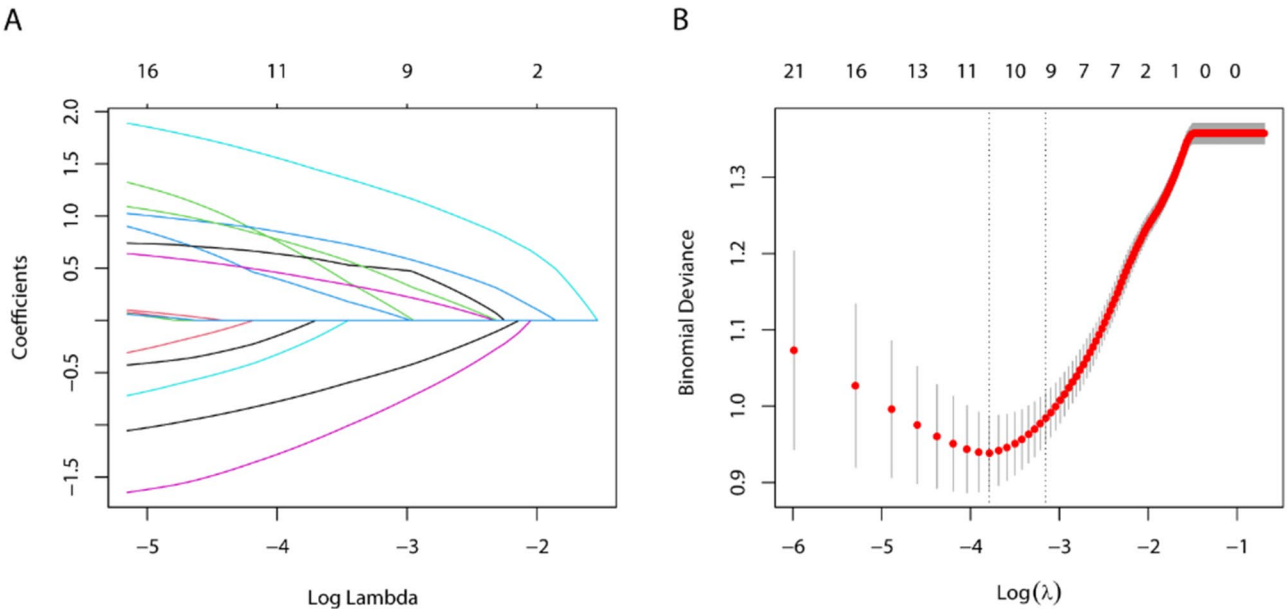 A
16 11 9 2
2.0
1.5
1.0
0.5
−0.5
−1.5
Coefficients
−5 −4 −3 −2
Log Lambda
B
21 16 13 11 10 9 7 7 2 1 0 0
1.3
1.2
1.1
1.0
0.9
Binomial Deviance
−6 −5 −4 −3 −2 −1
Log(λ)